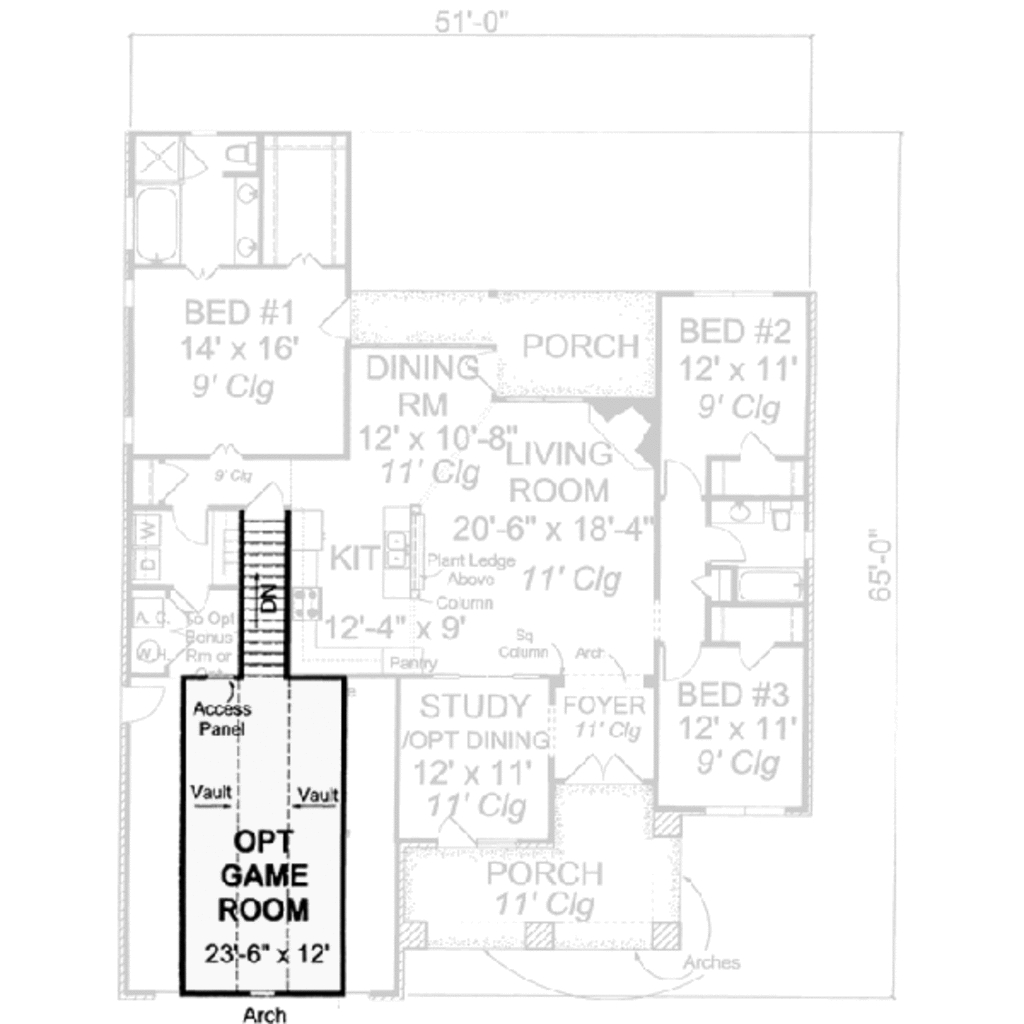 51'-0"
BED #1
14' x 16'
9' Clg
PORCH
BED #2
12' x 11'
9' Clg
DINING
RM
12' x 10'-8"
11' Clg
LIVING
ROOM
20'-6" x 18'-4"
11' Clg
9' Clg
W
D
KIT
12'-4" x 9'
Plant Ledge
Above
Column
DN
65'-0"
A. C.
W.H.
To Opt
Bonus
Rm or
Pantry
Sq
Column
Arch
Access
Panel
STUDY
/OPT DINING
12' x 11'
11' Clg
FOYER
11' Clg
BED #3
12' x 11'
9' Clg
Vault
Vault
OPT
GAME
ROOM
23'-6" x 12'
PORCH
11' Clg
Arches
Arch